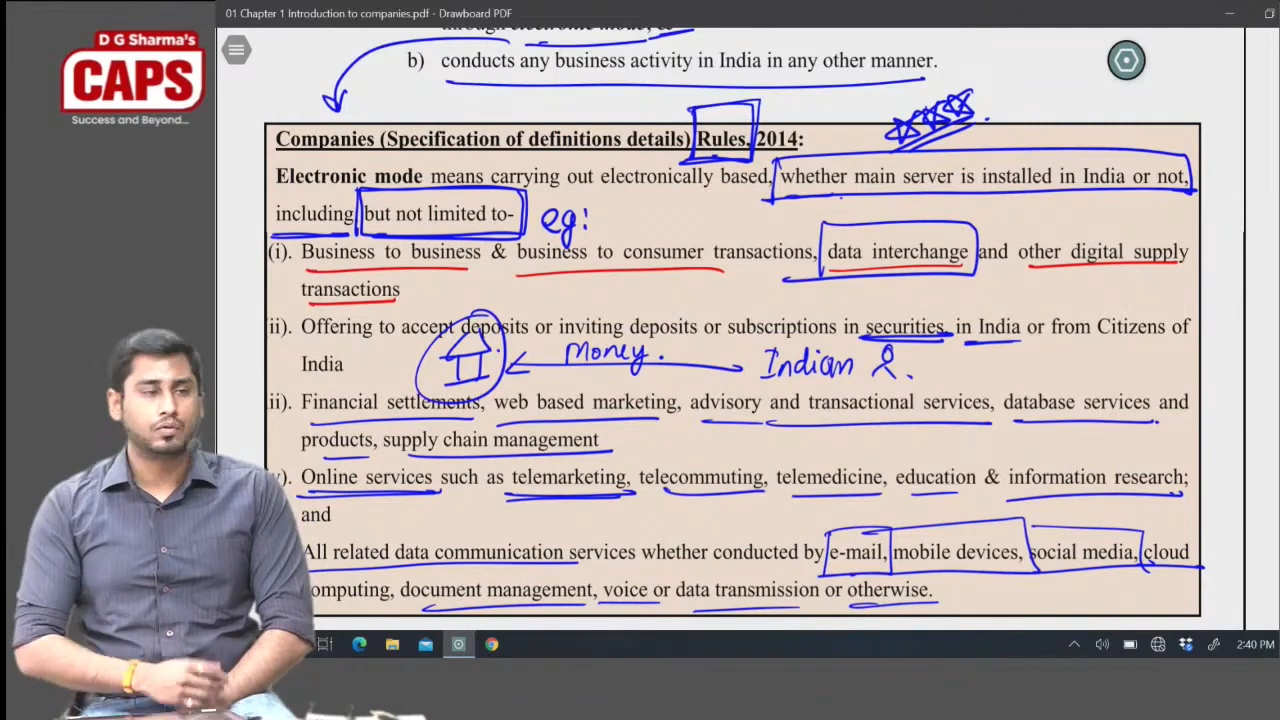 01 Chapter 1 Introduction to companies.pdf - Drawboard PDF
D G Sharma's
CAPS
Success and Beyond...
through electronic mode, &
b) conducts any business activity in India in any other manner.
Companies (Specification of definitions details) Rules, 2014:
Electronic mode means carrying out electronically based, whether main server is installed in India or not,
including but not limited to- eg:
(i). Business to business & business to consumer transactions, data interchange and other digital supply
transactions
ii). Offering to accept deposits or inviting deposits or subscriptions in securities, in India or from Citizens of
India
Money. Indian
ii). Financial settlements, web based marketing, advisory and transactional services, database services and
products, supply chain management
v). Online services such as telemarketing, telecommuting, telemedicine, education & information research;
and
All related data communication services whether conducted by e-mail, mobile devices, social media, cloud
omputing, document management, voice or data transmission or otherwise.
2:40 PM